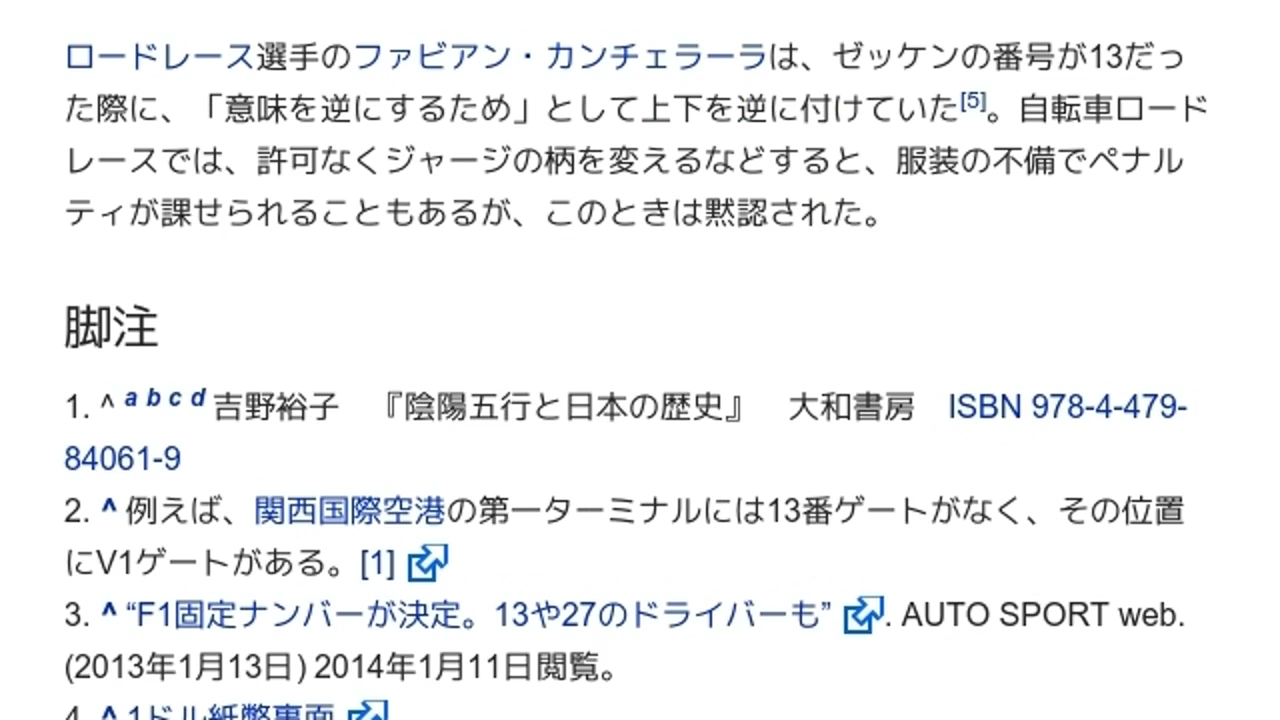 ロードレース選手のファビアン・カンチェラーラは、ゼッケンの番号が13だっ
た際に、「意味を逆にするため」として上下を逆に付けていた[5]。自転車ロード
レースでは、許可なくジャージの柄を変えるなどすると、服装の不備でペナル
ティが課せられることもあるが、このときは黙認された。
脚注
1. ^ a b c d 吉野裕子　『陰陽五行と日本の歴史』　大和書房　ISBN 978-4-479-
84061-9
2. ^ 例えば、関西国際空港の第一ターミナルには13番ゲートがなく、その位置
にV1ゲートがある。[1]
3. ^ “F1固定ナンバーが決定。13や27のドライバーも”. AUTO SPORT web.
(2013年1月13日) 2014年1月11日閲覧。
4. ^ 1ドル紙幣裏面